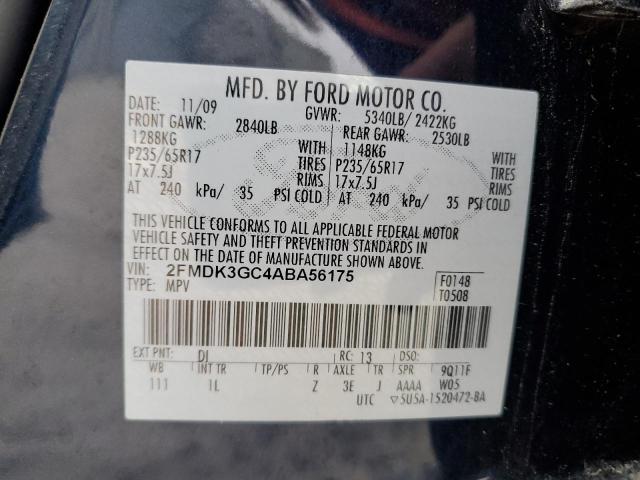 MFD. BY FORD MOTOR CO.
DATE: 11/09 GVWR: 5340LB/ 2422KG
FRONT GAWR: 2840LB REAR GAWR: 2530LB
1288KG WITH 1148KG WITH
P235/65R17 TIRES P235/65R17 TIRES
17x7.5J RIMS 17x7.5J RIMS
AT 240 kPa/ 35 PSI COLD AT 240 kPa/ 35 PSI COLD
THIS VEHICLE CONFORMS TO ALL APPLICABLE FEDERAL MOTOR
VEHICLE SAFETY AND THEFT PREVENTION STANDARDS IN
EFFECT ON THE DATE OF MANUFACTURE SHOWN ABOVE.
VIN: 2FMDK3GC4ABA56175 F0148
TYPE: MPV T0508
EXT PNT: DI RC: 13 DSO:
WB INT TR TP/PS R AXLE TR SPR 9Q11F
111 1L Z 3E J AAAA W05
UTC ▽5U5A-1520472-BA